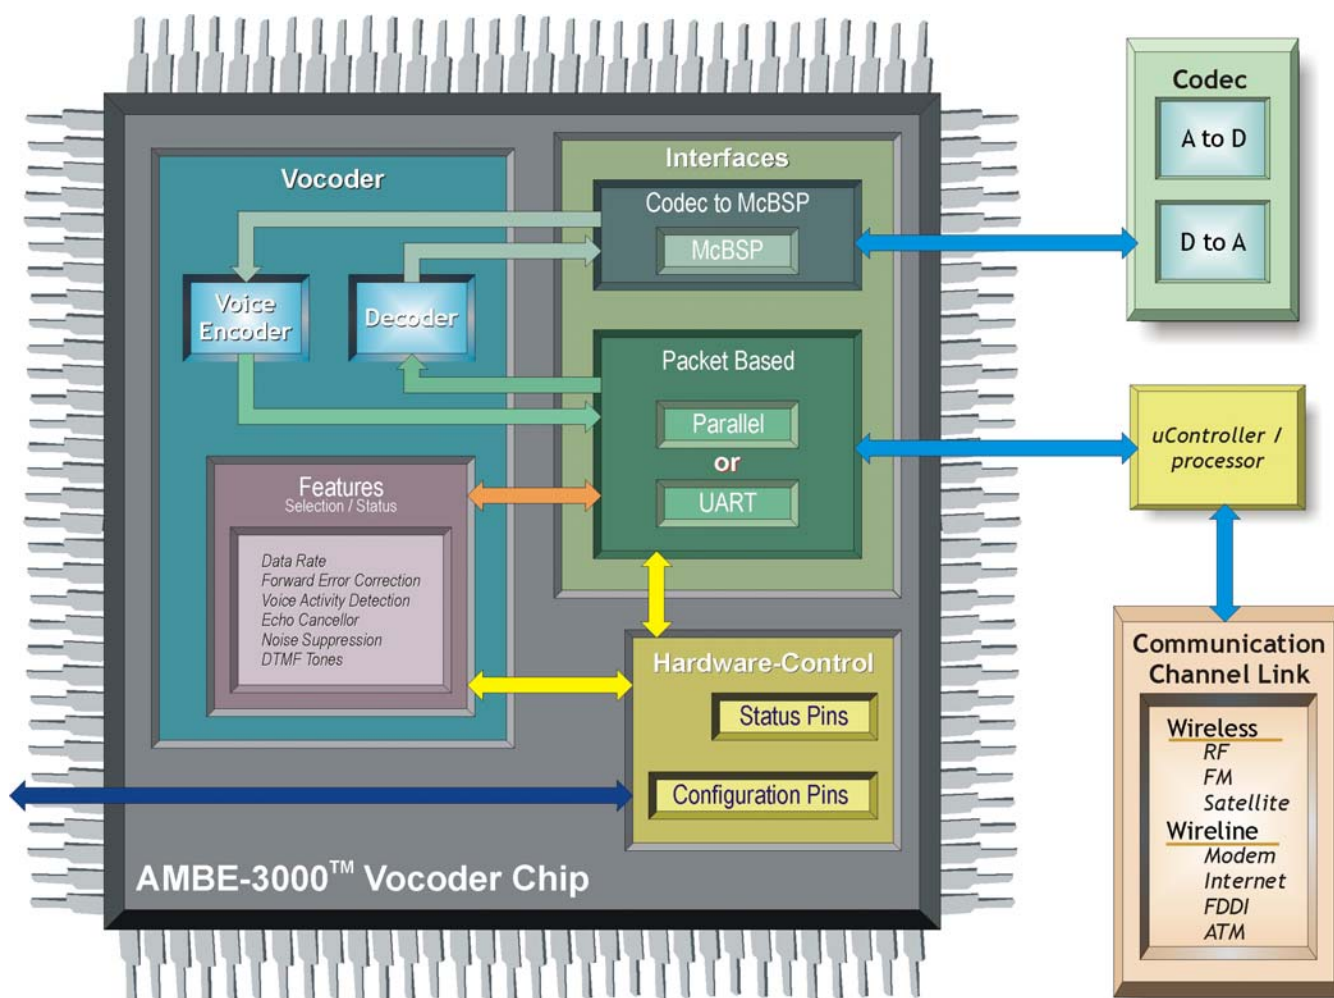 Vocoder
Voice
Encoder
Decoder
Features
Selection / Status
Data Rate
Forward Error Correction
Voice Activity Detection
Echo Cancellor
Noise Suppression
DTMF Tones
Interfaces
Codec to McBSP
McBSP
Packet Based
Parallel
or
UART
Hardware-Control
Status Pins
Configuration Pins
AMBE-3000™ Vocoder Chip
Codec
A to D
D to A
uController /
processor
Communication
Channel Link
Wireless
RF
FM
Satellite
Wireline
Modem
Internet
FDDI
ATM